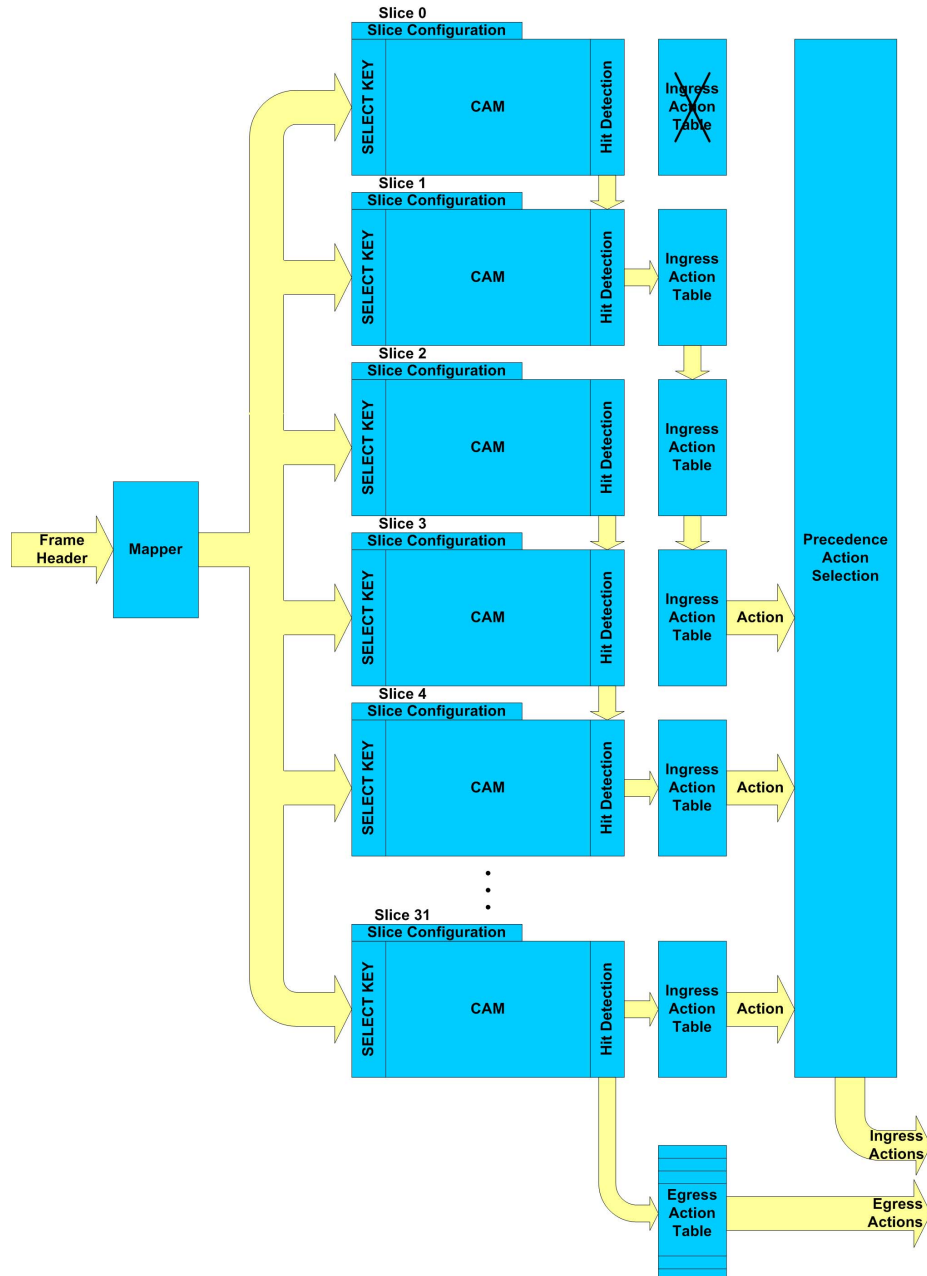 Slice 0
Slice Configuration
SELECT KEY
CAM
Hit Detection
Ingress
Action
Table
Slice 1
Slice Configuration
SELECT KEY
CAM
Hit Detection
Ingress
Action
Table
Slice 2
Slice Configuration
SELECT KEY
CAM
Hit Detection
Ingress
Action
Table
Frame
Header
Mapper
Slice 3
Slice Configuration
SELECT KEY
CAM
Hit Detection
Ingress
Action
Table
Action
Precedence
Action
Selection
Slice 4
Slice Configuration
SELECT KEY
CAM
Hit Detection
Ingress
Action
Table
Action
Slice 31
Slice Configuration
SELECT KEY
CAM
Hit Detection
Ingress
Action
Table
Action
Ingress
Actions
Egress
Action
Table
Egress
Actions